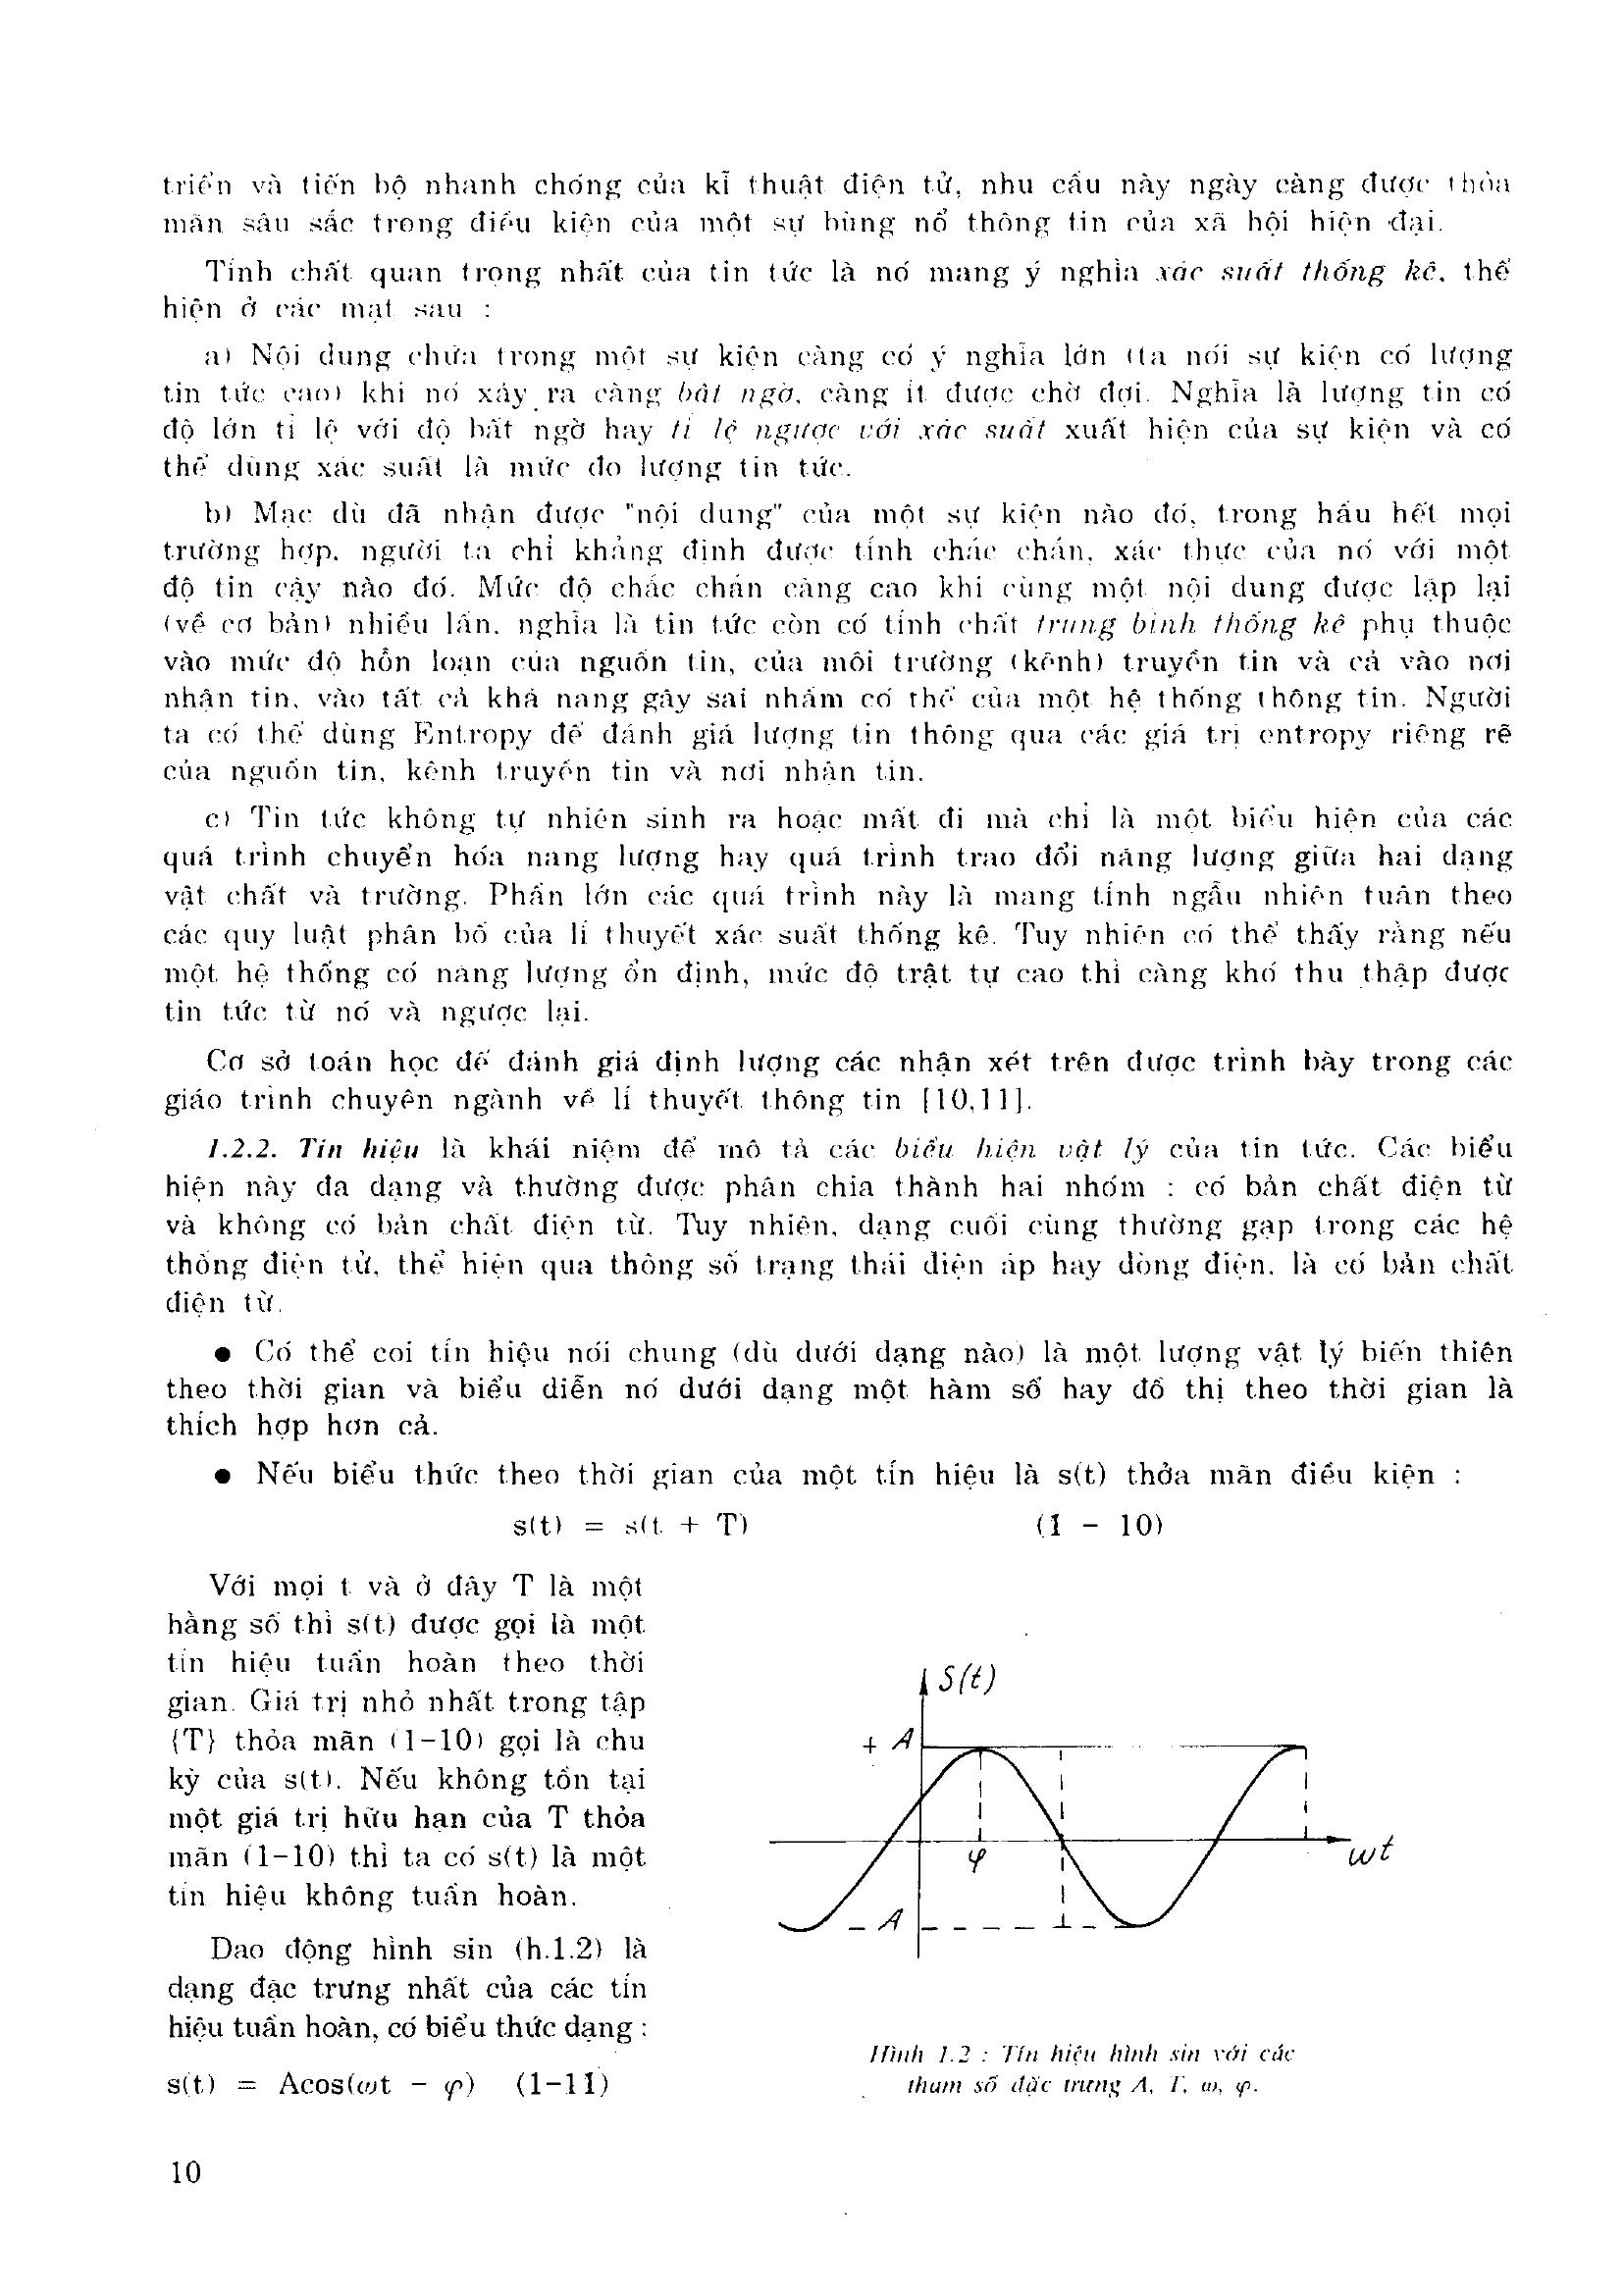 triển và tiến bộ nhanh chóng của kĩ thuật điện tử, nhu cầu này ngày càng được thỏa
mãn sâu sắc trong điều kiện của một sự bùng nổ thông tin của xã hội hiện đại.
Tính chất quan trọng nhất của tin tức là nó mang ý nghĩa xác suất thống kê, thể
hiện ở các mặt sau :
a) Nội dung chứa trong một sự kiện càng có ý nghĩa lớn (ta nói sự kiện có lượng
tin tức cao) khi nó xảy ra càng bất ngờ, càng ít được chờ đợi. Nghĩa là lượng tin có
độ lớn tỉ lệ với độ bất ngờ hay tỉ lệ ngược với xác suất xuất hiện của sự kiện và có
thể dùng xác suất là mức đo lượng tin tức.
b) Mặc dù đã nhận được "nội dung" của một sự kiện nào đó, trong hầu hết mọi
trường hợp, người ta chỉ khẳng định được tính chắc chắn, xác thực của nó với một
độ tin cậy nào đó. Mức độ chắc chắn càng cao khi cùng một nội dung được lặp lại
(về cơ bản) nhiều lần, nghĩa là tin tức còn có tính chất trung bình thống kê phụ thuộc
vào mức độ hỗn loạn của nguồn tin, của môi trường (kênh) truyền tin và cả vào nơi
nhận tin, vào tất cả khả năng gây sai nhầm có thể của một hệ thống thông tin. Người
ta có thể dùng Entropy để đánh giá lượng tin thông qua các giá trị entropy riêng rẽ
của nguồn tin, kênh truyền tin và nơi nhận tin.
c) Tin tức không tự nhiên sinh ra hoặc mất đi mà chỉ là một biểu hiện của các
quá trình chuyển hóa năng lượng hay quá trình trao đổi năng lượng giữa hai dạng
vật chất và trường. Phần lớn các quá trình này là mang tính ngẫu nhiên tuân theo
các quy luật phân bố của lí thuyết xác suất thống kê. Tuy nhiên có thể thấy rằng nếu
một hệ thống có năng lượng ổn định, mức độ trật tự cao thì càng khó thu thập được
tin tức từ nó và ngược lại.
Cơ sở toán học để đánh giá định lượng các nhận xét trên được trình bày trong các
giáo trình chuyên ngành về lí thuyết thông tin [10,11].
1.2.2. Tín hiệu là khái niệm để mô tả các biểu hiện vật lý của tin tức. Các biểu
hiện này đa dạng và thường được phân chia thành hai nhóm : có bản chất điện từ
và không có bản chất điện từ. Tuy nhiên, dạng cuối cùng thường gặp trong các hệ
thống điện tử, thể hiện qua thông số trạng thái điện áp hay dòng điện, là có bản chất
điện từ.
● Có thể coi tín hiệu nói chung (dù dưới dạng nào) là một lượng vật lý biến thiên
theo thời gian và biểu diễn nó dưới dạng một hàm số hay đồ thị theo thời gian là
thích hợp hơn cả.
● Nếu biểu thức theo thời gian của một tín hiệu là s(t) thỏa mãn điều kiện :
s(t) = s(t + T) (1 - 10)
Với mọi t và ở đây T là một
hằng số thì s(t) được gọi là một
tín hiệu tuần hoàn theo thời
gian. Giá trị nhỏ nhất trong tập
{T} thỏa mãn (1-10) gọi là chu
kỳ của s(t). Nếu không tồn tại
một giá trị hữu hạn của T thỏa
mãn (1-10) thì ta có s(t) là một
tín hiệu không tuần hoàn.
Dao động hình sin (h.1.2) là
dạng đặc trưng nhất của các tín
hiệu tuần hoàn, có biểu thức dạng :
s(t) = Acos(ωt - φ) (1-11)
S(t)
+ A
φ
ωt
- A
Hình 1.2 : Tín hiệu hình sin với các
tham số đặc trưng A, T, ω, φ.
10